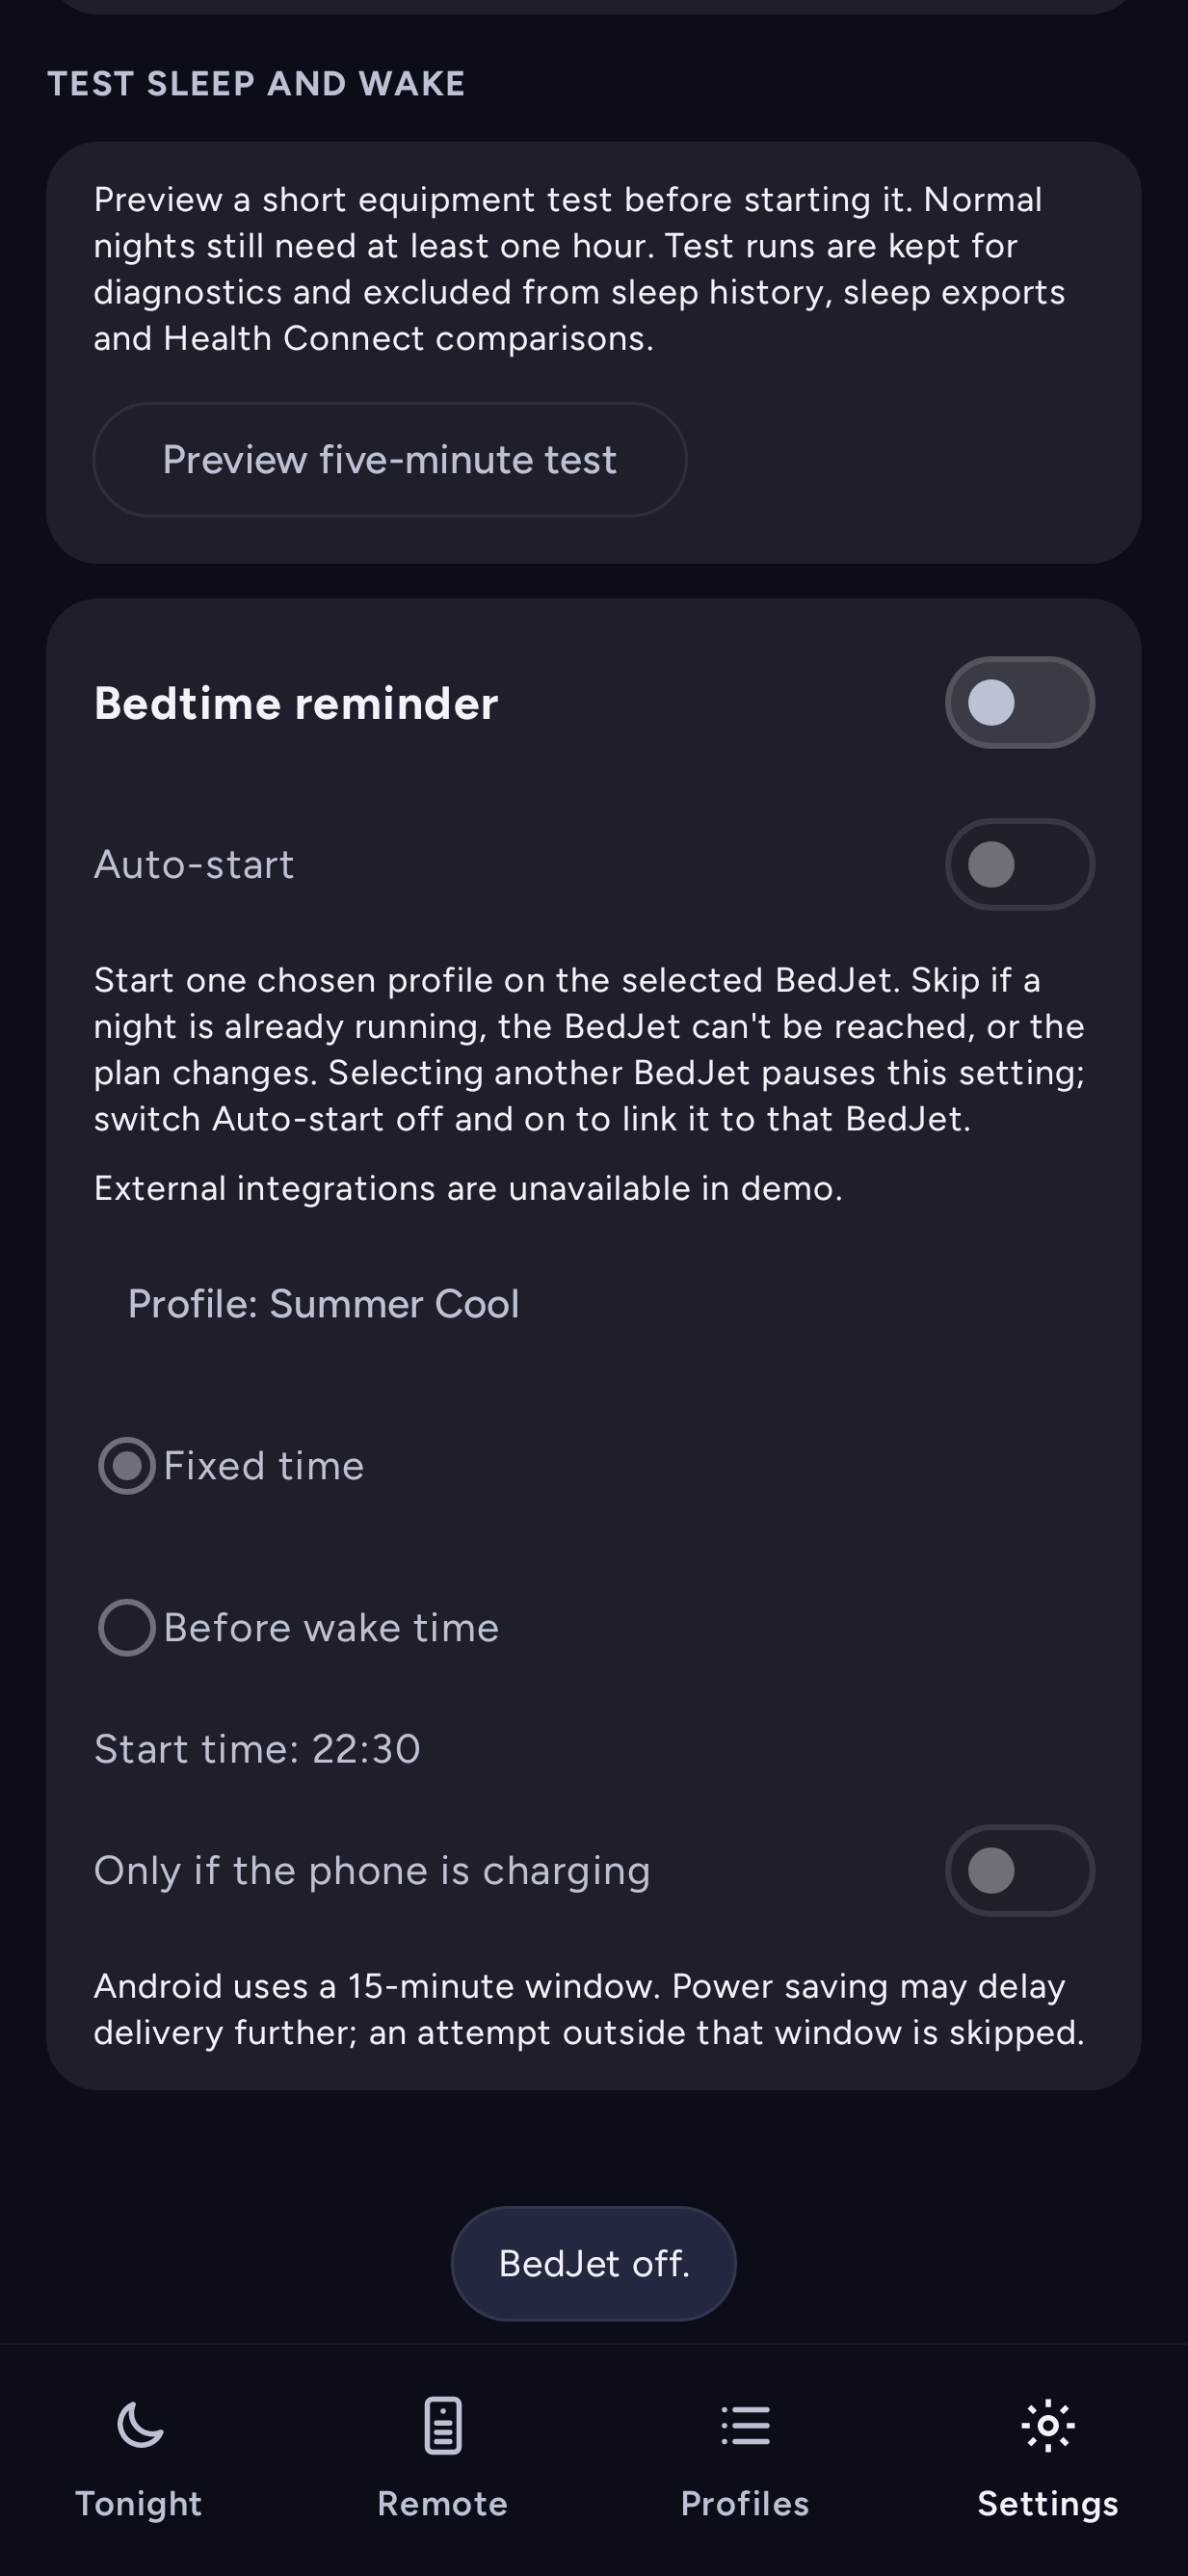 TEST SLEEP AND WAKE
Preview a short equipment test before starting it. Normal
nights still need at least one hour. Test runs are kept for
diagnostics and excluded from sleep history, sleep exports
and Health Connect comparisons.
Preview five-minute test
Bedtime reminder
Auto-start
Start one chosen profile on the selected BedJet. Skip if a
night is already running, the BedJet can't be reached, or the
plan changes. Selecting another BedJet pauses this setting;
switch Auto-start off and on to link it to that BedJet.
External integrations are unavailable in demo.
Profile: Summer Cool
Fixed time
Before wake time
Start time: 22:30
Only if the phone is charging
Android uses a 15-minute window. Power saving may delay
delivery further; an attempt outside that window is skipped.
BedJet off.
Tonight
Remote
Profiles
Settings